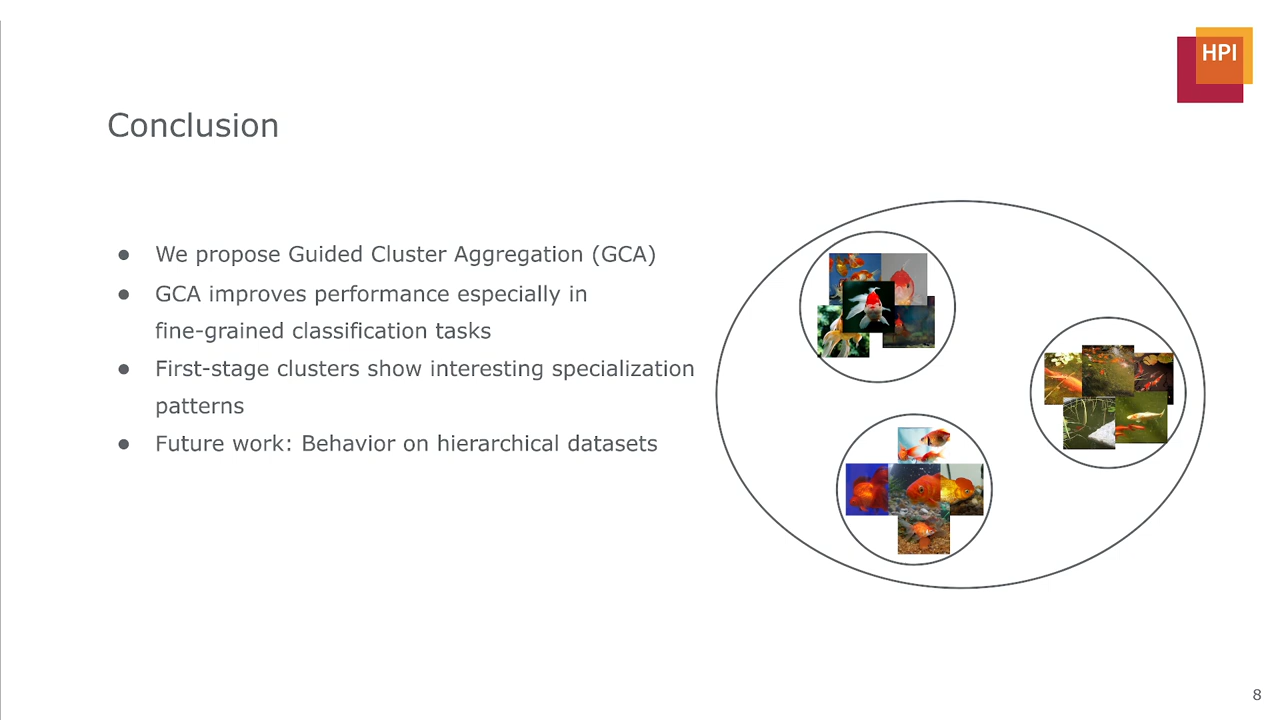 HPI
Conclusion
● We propose Guided Cluster Aggregation (GCA)
● GCA improves performance especially in
fine-grained classification tasks
● First-stage clusters show interesting specialization
patterns
● Future work: Behavior on hierarchical datasets
8